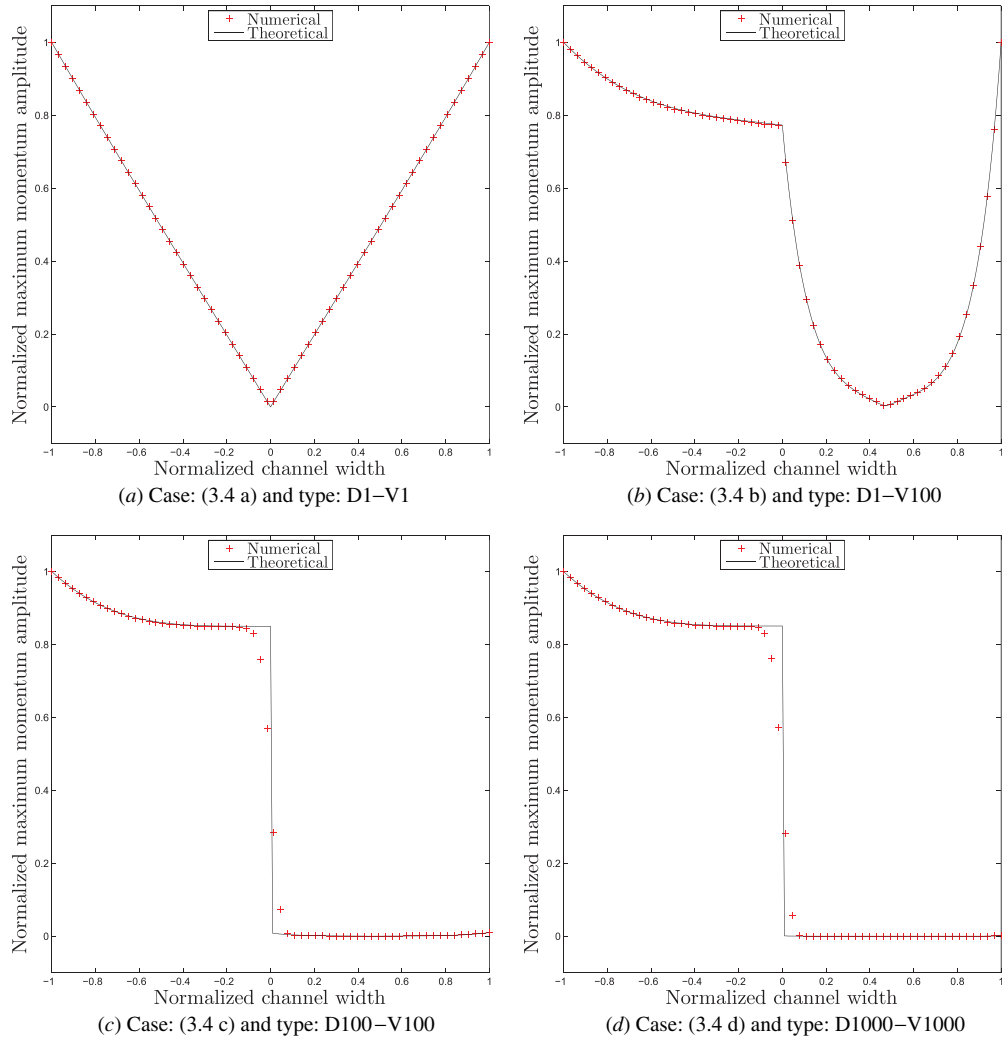 Numerical
Theoretical
Normalized maximum momentum amplitude
1
0.8
0.6
0.4
0.2
0
−1 −0.8 −0.6 −0.4 −0.2 0 0.2 0.4 0.6 0.8 1
Normalized channel width
(a) Case: (3.4 a) and type: D1−V1
Numerical
Theoretical
Normalized maximum momentum amplitude
1
0.8
0.6
0.4
0.2
0
−1 −0.8 −0.6 −0.4 −0.2 0 0.2 0.4 0.6 0.8 1
Normalized channel width
(b) Case: (3.4 b) and type: D1−V100
Numerical
Theoretical
Normalized maximum momentum amplitude
1
0.8
0.6
0.4
0.2
0
−1 −0.8 −0.6 −0.4 −0.2 0 0.2 0.4 0.6 0.8 1
Normalized channel width
(c) Case: (3.4 c) and type: D100−V100
Numerical
Theoretical
Normalized maximum momentum amplitude
1
0.8
0.6
0.4
0.2
0
−1 −0.8 −0.6 −0.4 −0.2 0 0.2 0.4 0.6 0.8 1
Normalized channel width
(d) Case: (3.4 d) and type: D1000−V1000